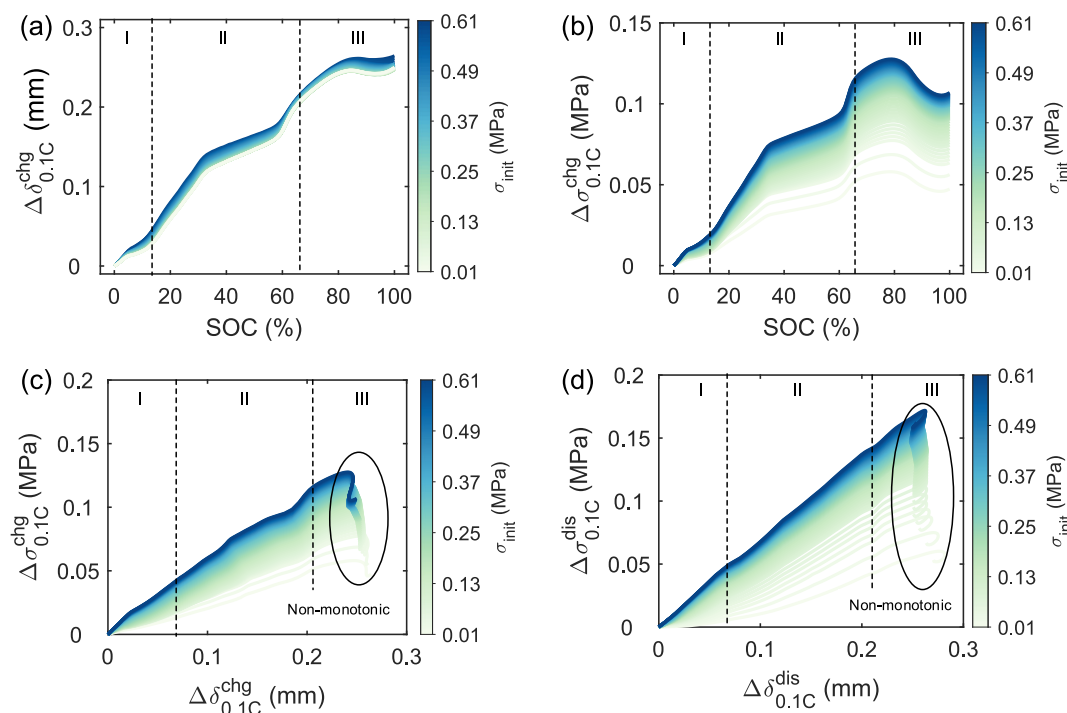 (a)
I II III
0.3
0.2
0.1
0
Δδ^chg_0.1C (mm)
0 20 40 60 80 100
SOC (%)
0.61
0.49
0.37
0.25
0.13
0.01
σ_init (MPa)
(b)
I II III
0.15
0.1
0.05
0
Δσ^chg_0.1C (MPa)
0 20 40 60 80 100
SOC (%)
0.61
0.49
0.37
0.25
0.13
0.01
σ_init (MPa)
(c)
I II III
0.2
0.15
0.1
0.05
0
Δσ^chg_0.1C (MPa)
Non-monotonic
0 0.1 0.2 0.3
Δδ^chg_0.1C (mm)
0.61
0.49
0.37
0.25
0.13
0.01
σ_init (MPa)
(d)
I II III
0.2
0.15
0.1
0.05
0
Δσ^dis_0.1C (MPa)
Non-monotonic
0 0.1 0.2 0.3
Δδ^dis_0.1C (mm)
0.61
0.49
0.37
0.25
0.13
0.01
σ_init (MPa)